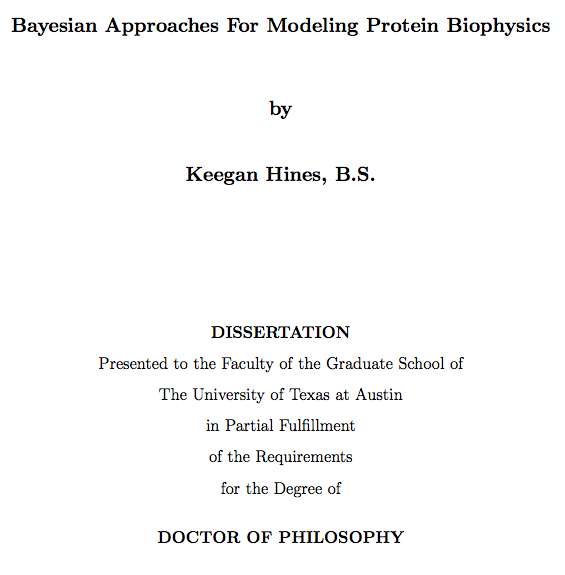 Bayesian Approaches For Modeling Protein Biophysics
by
Keegan Hines, B.S.
DISSERTATION
Presented to the Faculty of the Graduate School of
The University of Texas at Austin
in Partial Fulfillment
of the Requirements
for the Degree of
DOCTOR OF PHILOSOPHY